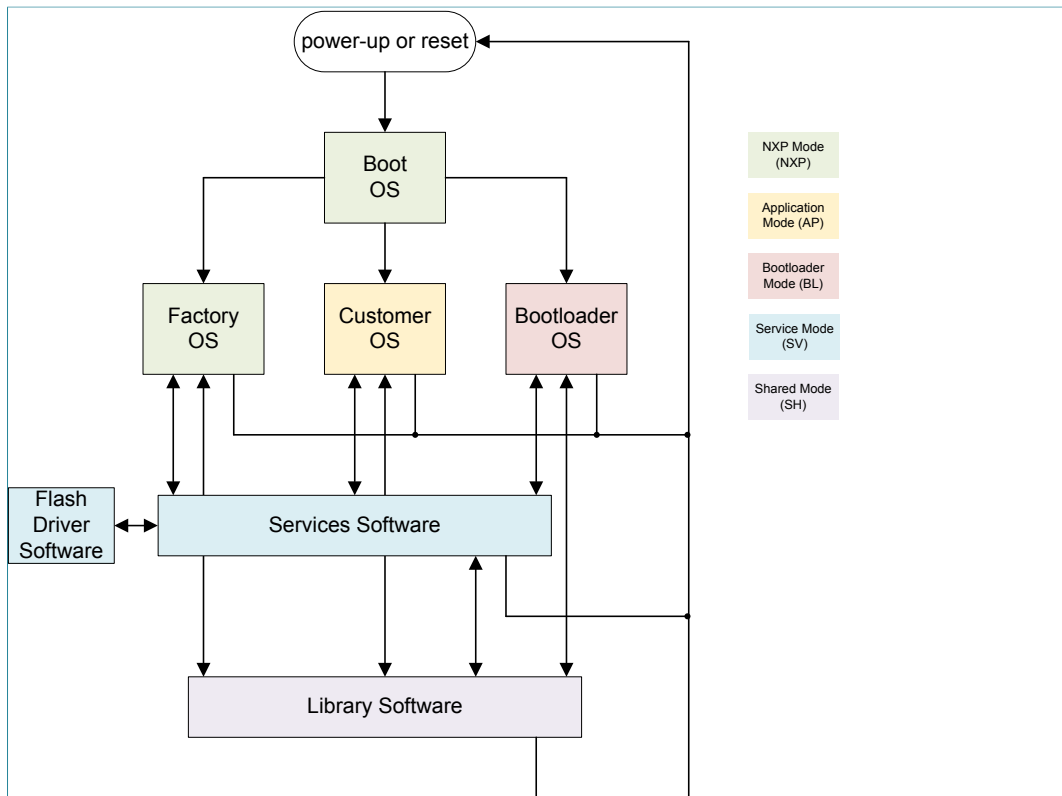 power-up or reset
Boot
OS
NXP Mode
(NXP)
Application
Mode (AP)
Bootloader
Mode (BL)
Service Mode
(SV)
Shared Mode
(SH)
Factory
OS
Customer
OS
Bootloader
OS
Flash
Driver
Software
Services Software
Library Software